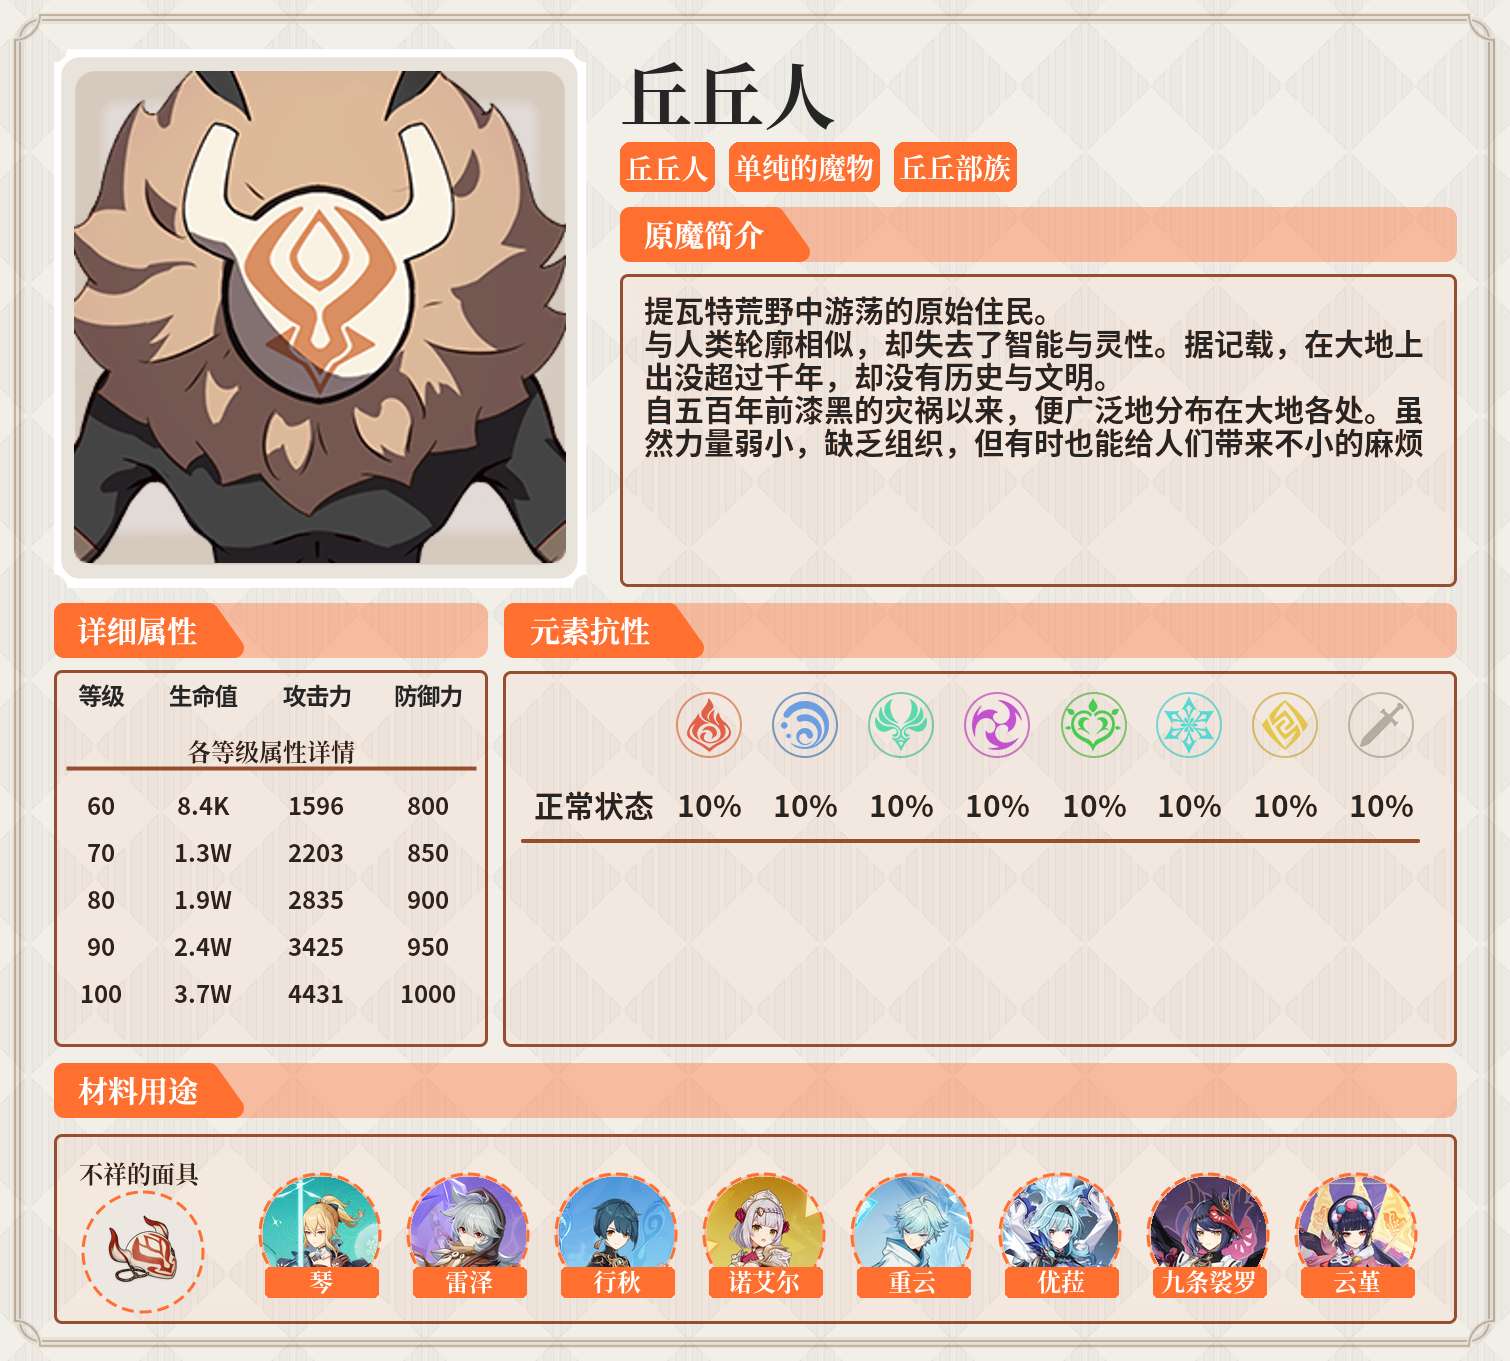 丘丘人
丘丘人 单纯的魔物 丘丘部族
原魔简介
提瓦特荒野中游荡的原始住民。
与人类轮廓相似，却失去了智能与灵性。据记载，在大地上
出没超过千年，却没有历史与文明。
自五百年前漆黑的灾祸以来，便广泛地分布在大地各处。虽
然力量弱小，缺乏组织，但有时也能给人们带来不小的麻烦
详细属性
等级 生命值 攻击力 防御力
各等级属性详情
60 8.4K 1596 800
70 1.3W 2203 850
80 1.9W 2835 900
90 2.4W 3425 950
100 3.7W 4431 1000
元素抗性
正常状态 10% 10% 10% 10% 10% 10% 10% 10%
材料用途
不祥的面具
琴 雷泽 行秋 诺艾尔 重云 优菈 九条裟罗 云堇